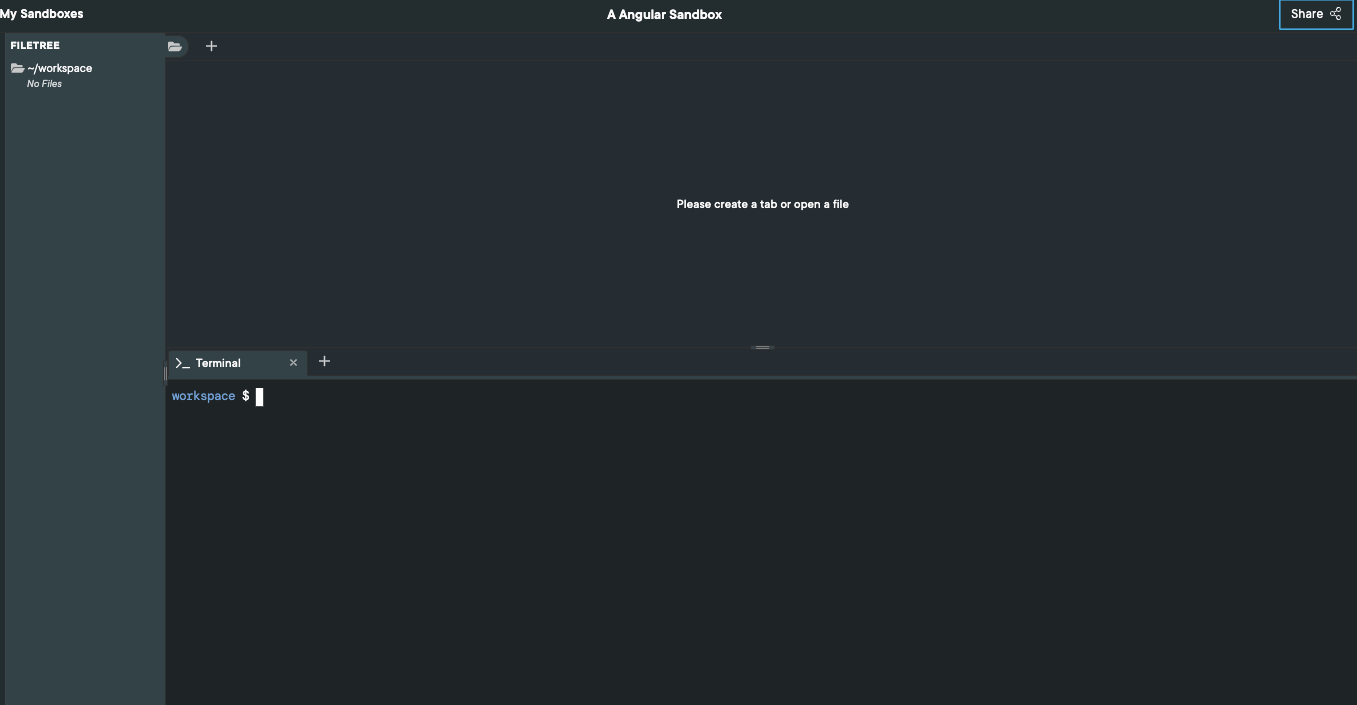 My Sandboxes
A Angular Sandbox
Share
FILETREE
~/workspace
No Files
Please create a tab or open a file
>_ Terminal
workspace $